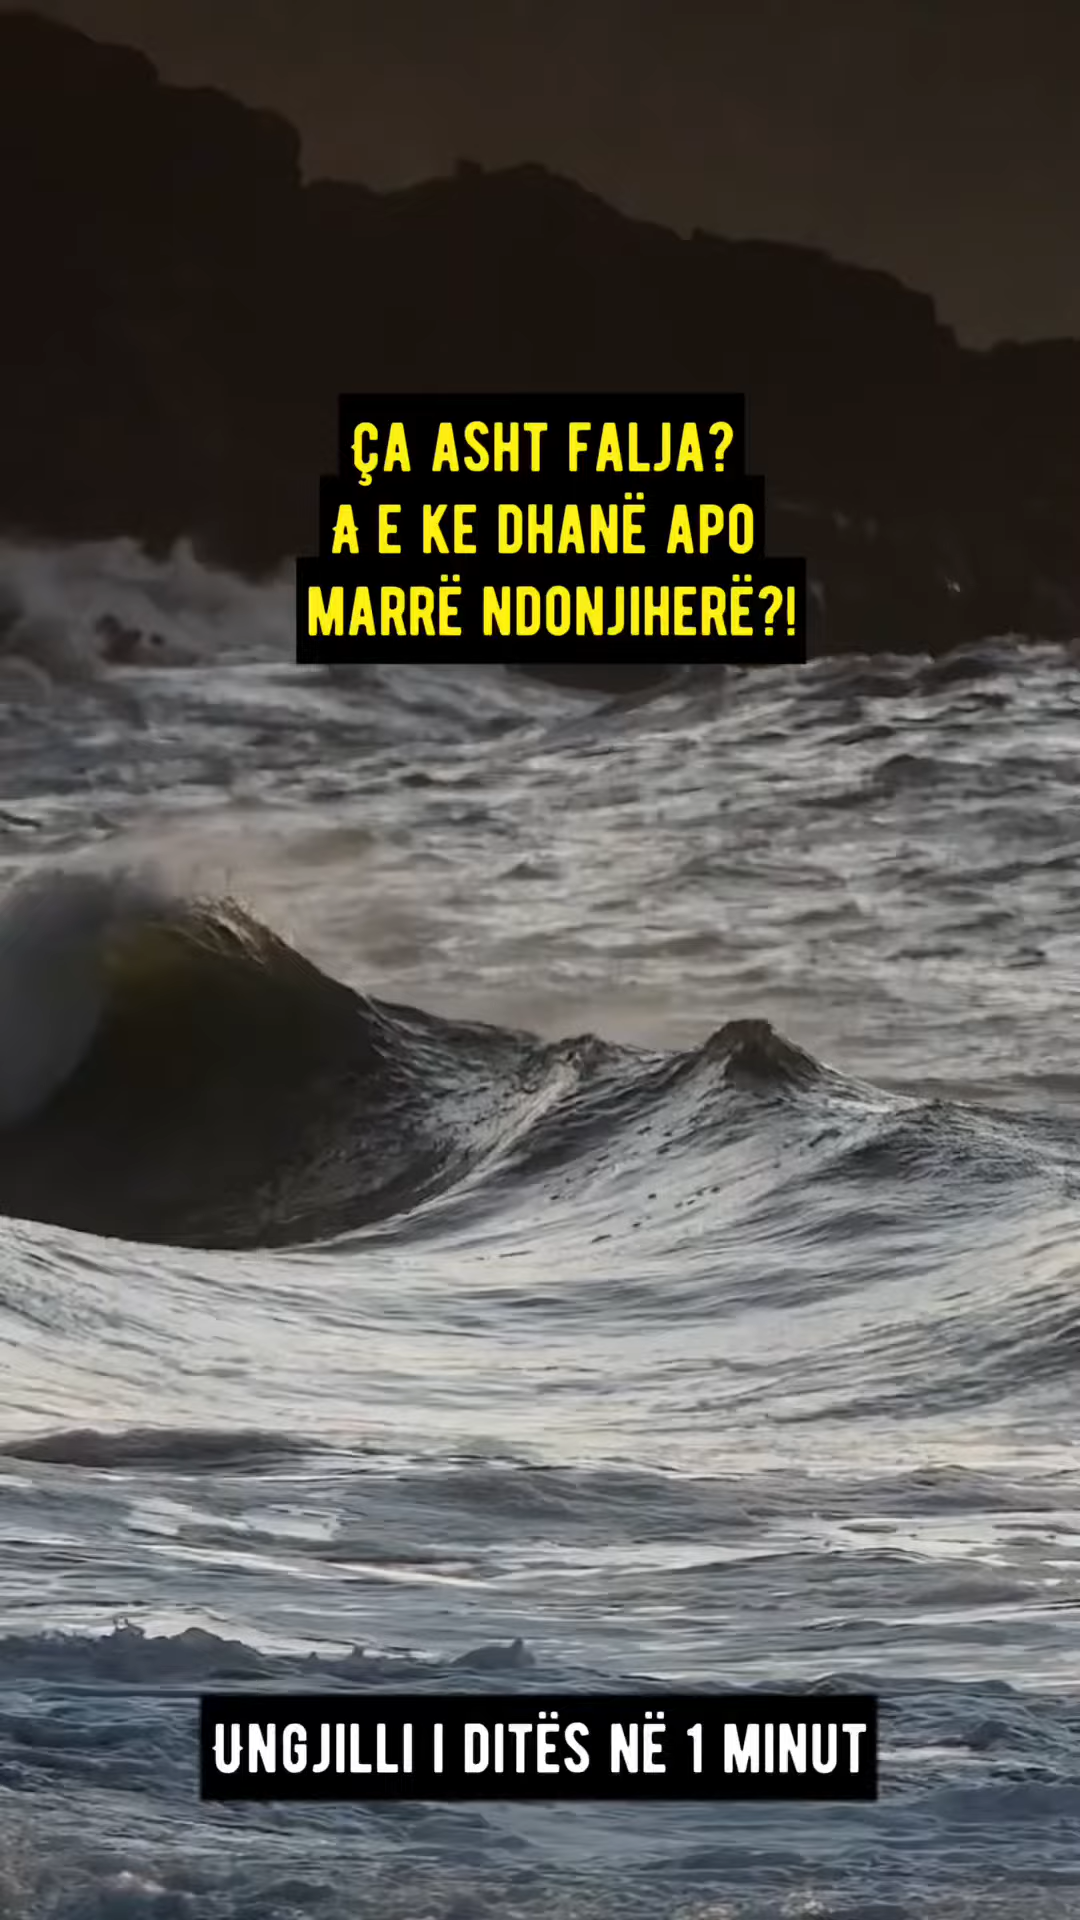 ÇA ASHT FALJA?
A E KE DHANË APO
MARRË NDONJIHERË?!
UNGJILLI I DITËS NË 1 MINUT